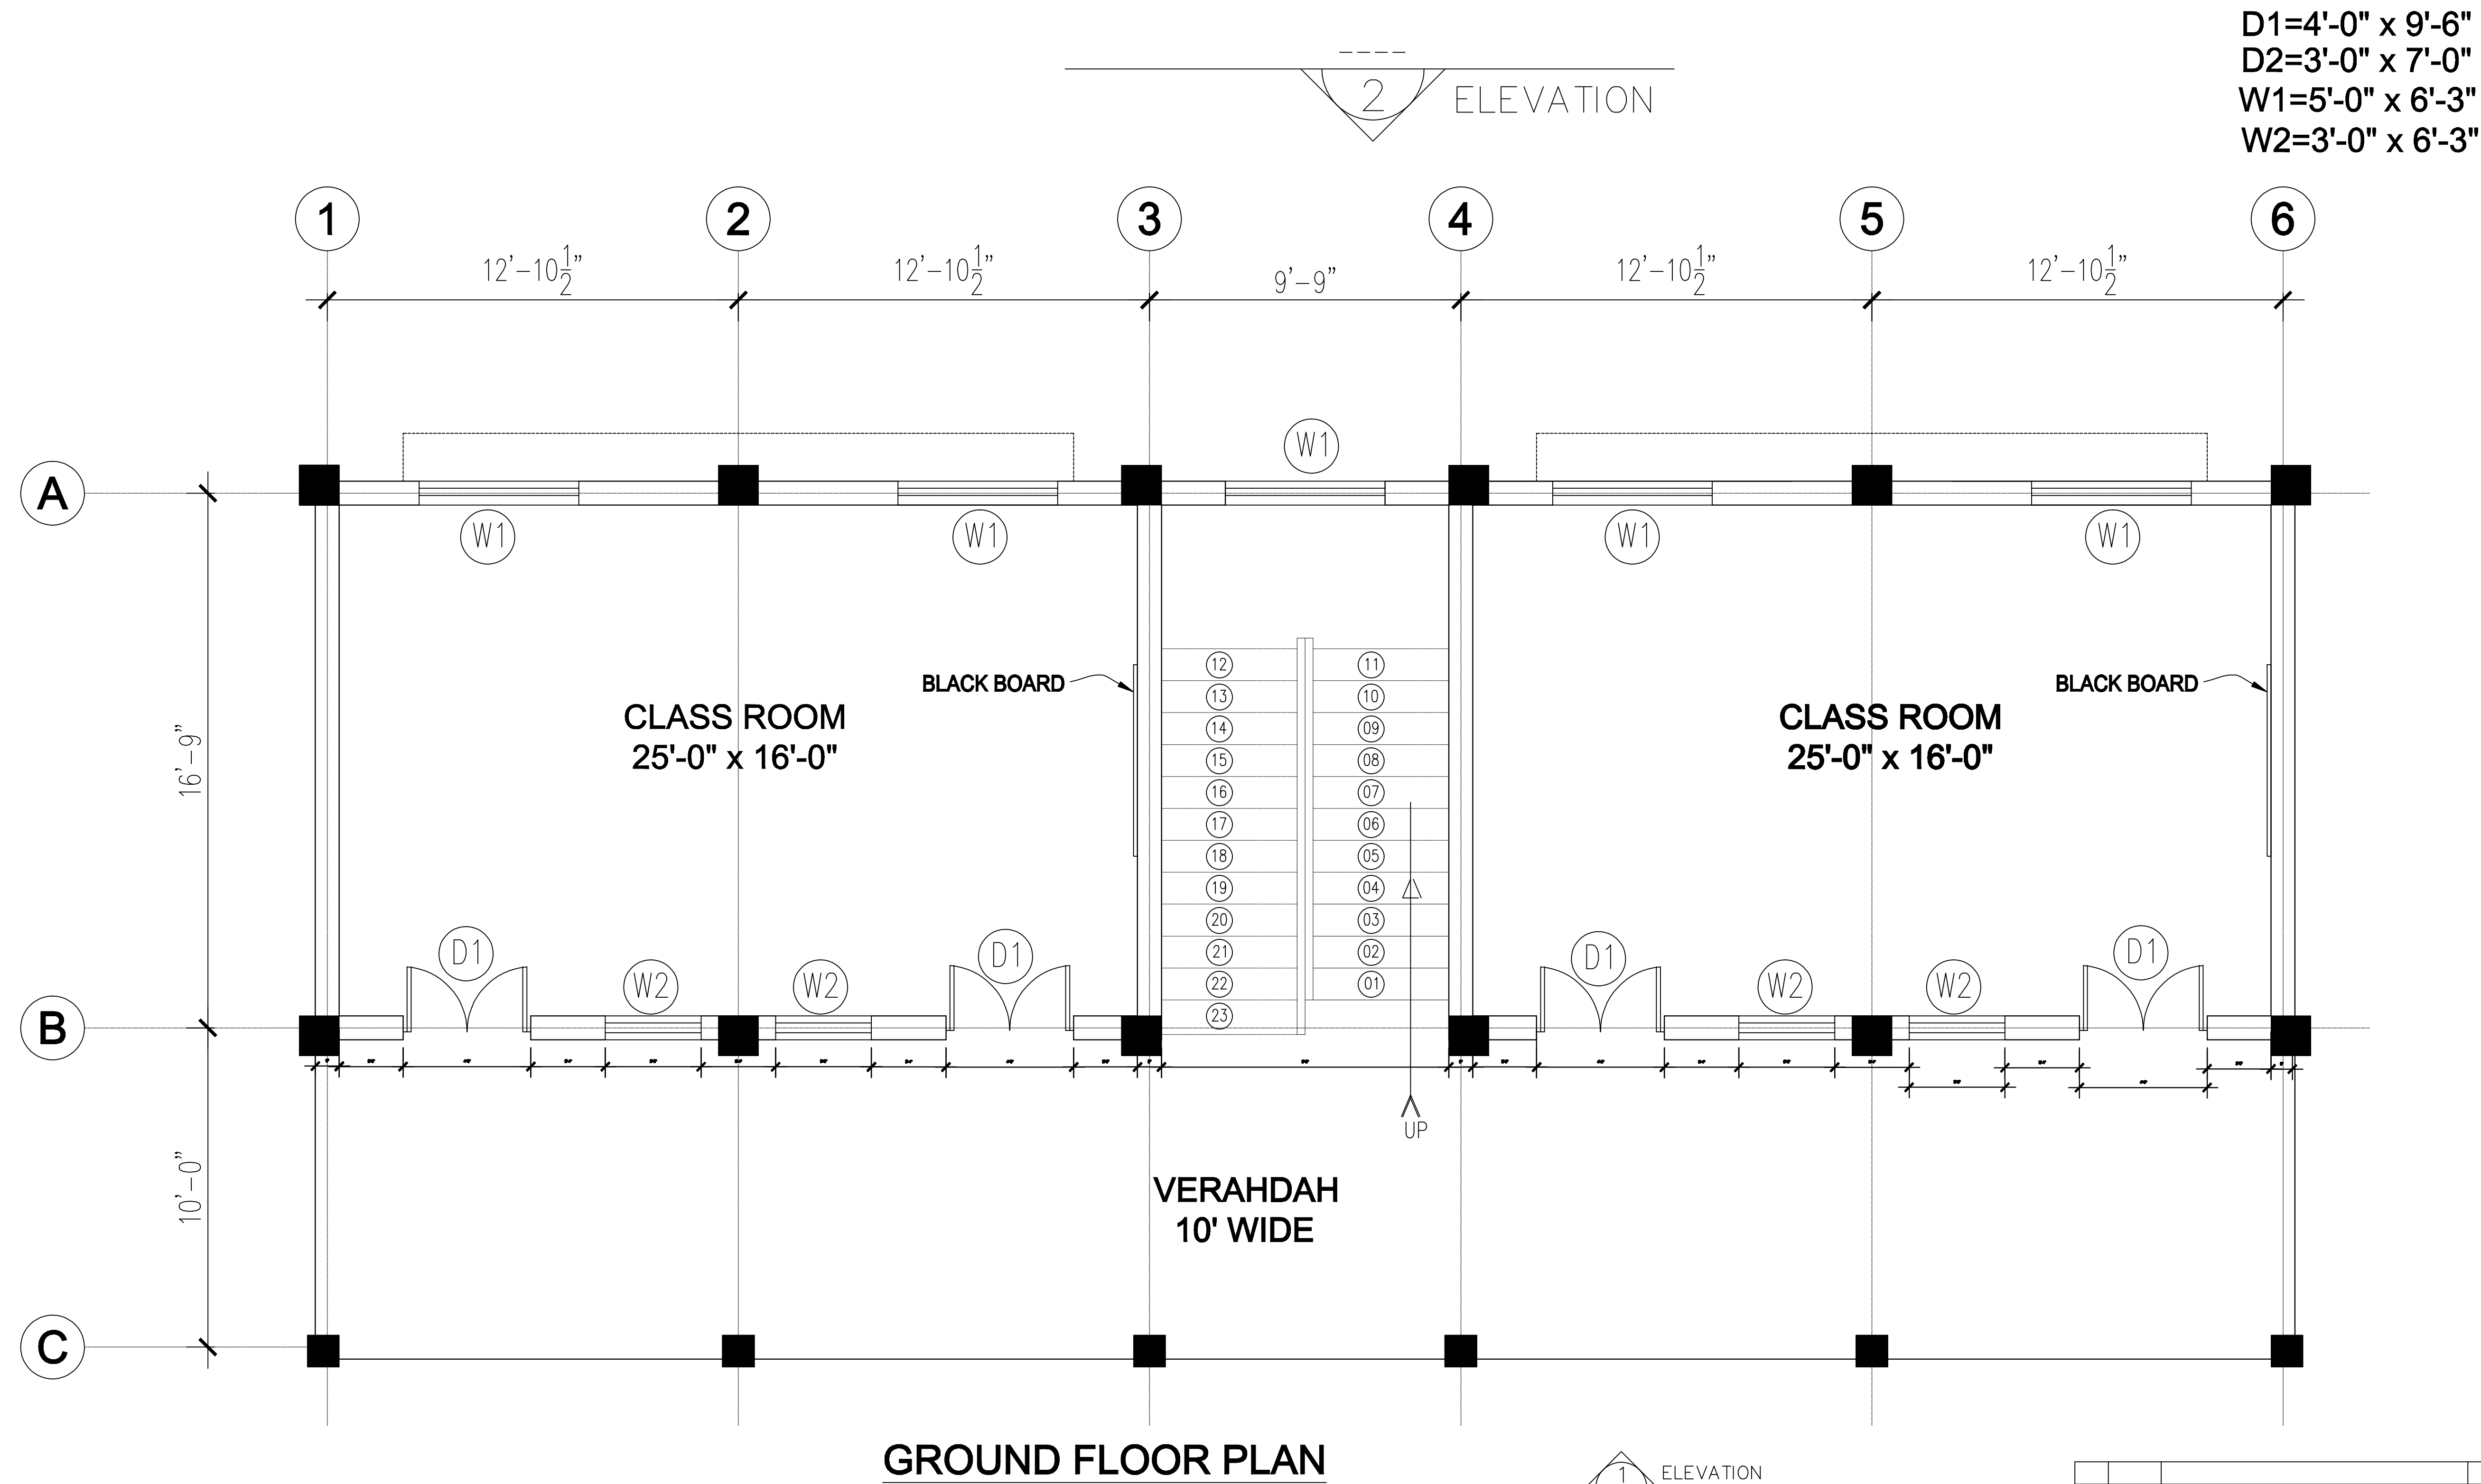 D1=4'-0" x 9'-6"
D2=3'-0" x 7'-0"
W1=5'-0" x 6'-3"
W2=3'-0" x 6'-3"
2
ELEVATION
1
2
3
4
5
6
12'-10½"
12'-10½"
9'-9"
12'-10½"
12'-10½"
W1
A
W1
W1
W1
W1
16'-9"
CLASS ROOM
25'-0" x 16'-0"
BLACK BOARD
12
13
14
15
16
17
18
19
20
21
22
23
11
10
09
08
07
06
05
04
03
02
01
CLASS ROOM
25'-0" x 16'-0"
BLACK BOARD
D1
W2
W2
D1
D1
W2
W2
D1
B
UP
10'-0"
VERAHDAH
10' WIDE
C
GROUND FLOOR PLAN
1
ELEVATION